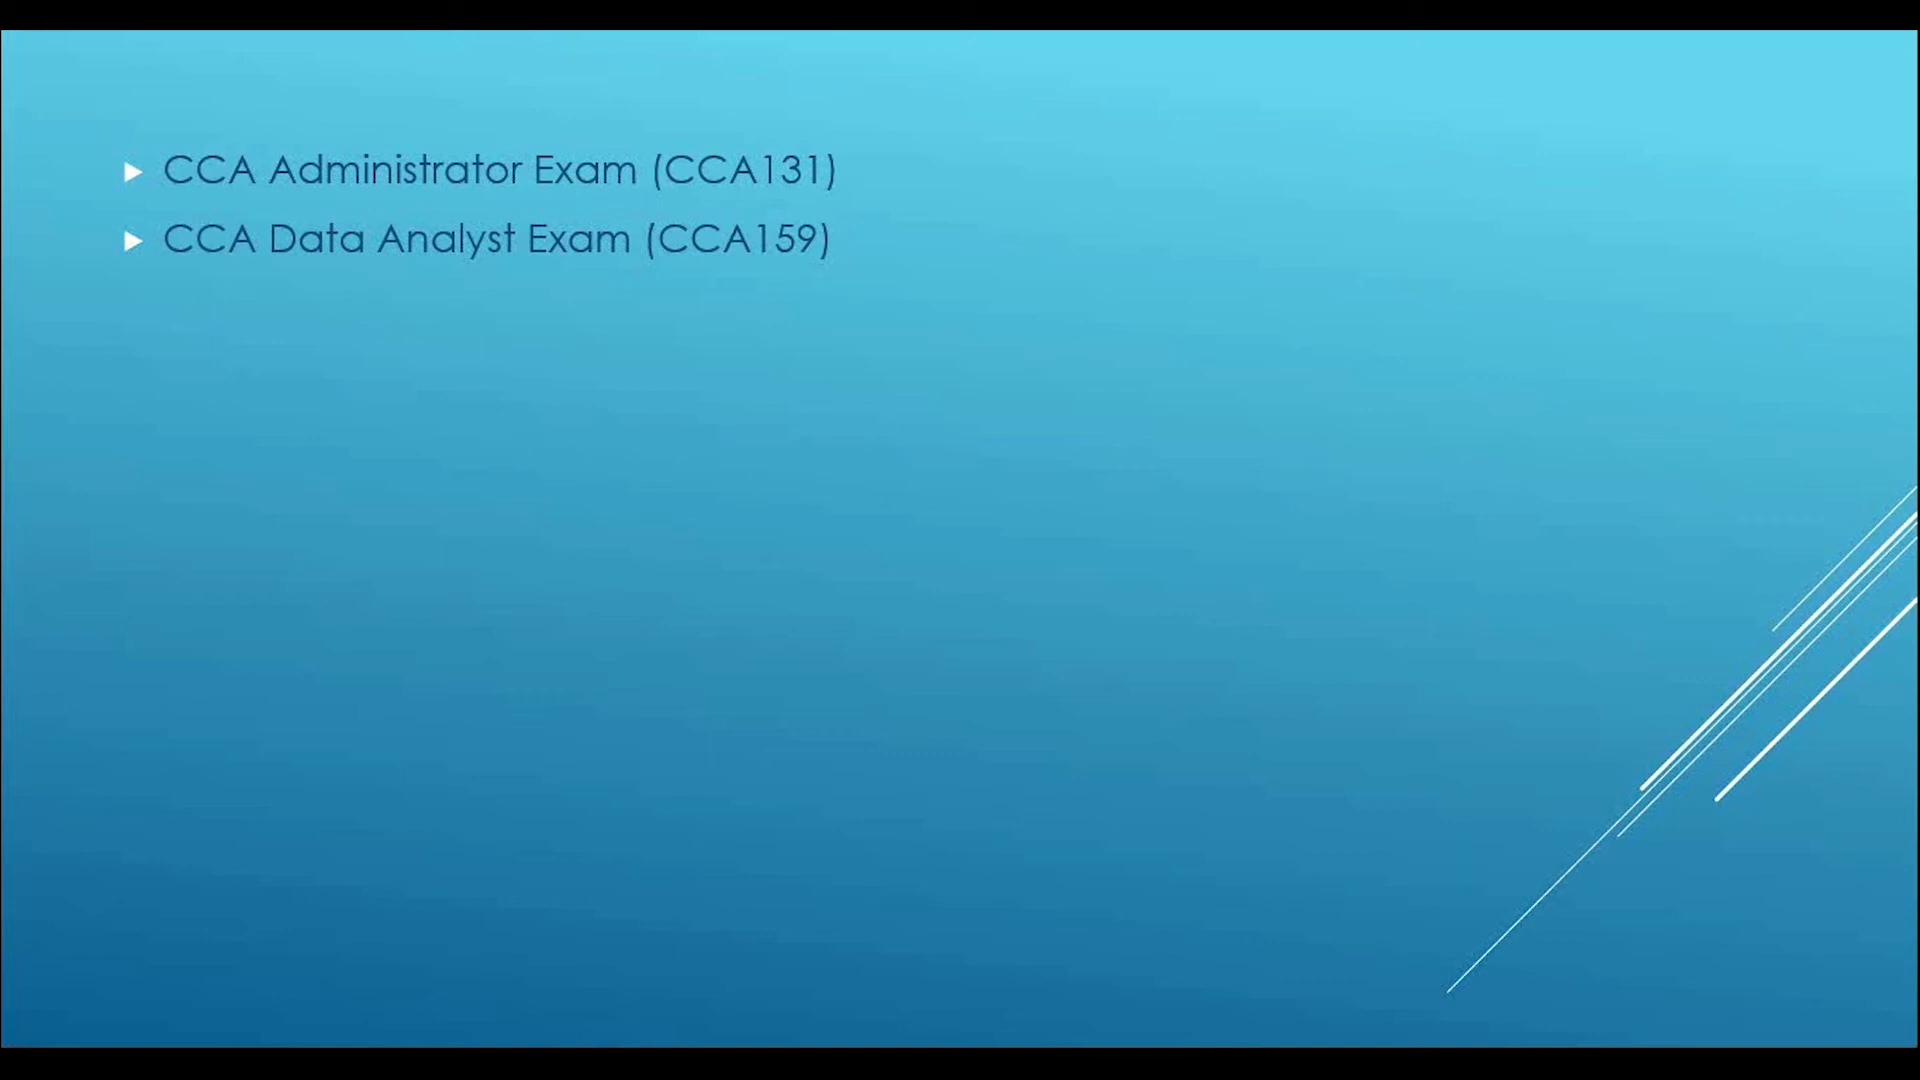 CCA Administrator Exam (CCA131)
CCA Data Analyst Exam (CCA159)